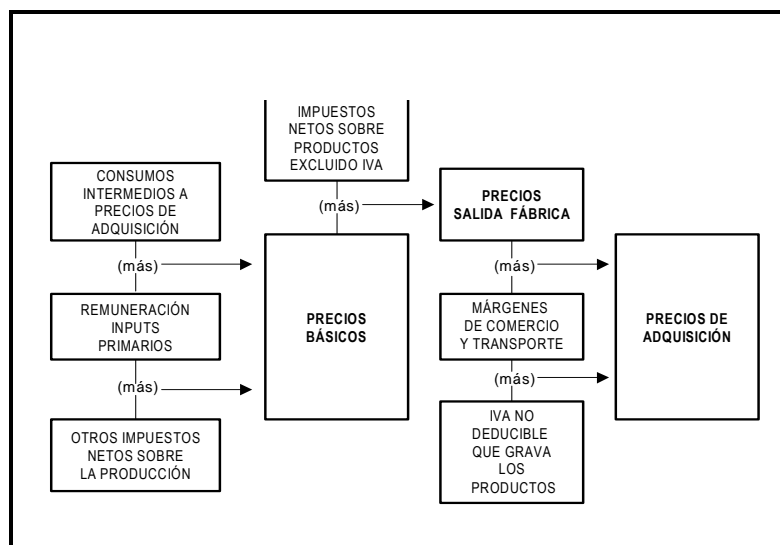 IMPUESTOS
NETOS SOBRE
PRODUCTOS
EXCLUIDO IVA
CONSUMOS
INTERMEDIOS A
PRECIOS DE
ADQUISICIÓN
(más)
PRECIOS
SALIDA FÁBRICA
(más)
(más)
REMUNERACIÓN
INPUTS
PRIMARIOS
PRECIOS
BÁSICOS
MÁRGENES
DE COMERCIO
Y TRANSPORTE
PRECIOS DE
ADQUISICIÓN
(más)
(más)
OTROS IMPUESTOS
NETOS SOBRE
LA PRODUCCIÓN
IVA NO
DEDUCIBLE
QUE GRAVA
LOS
PRODUCTOS